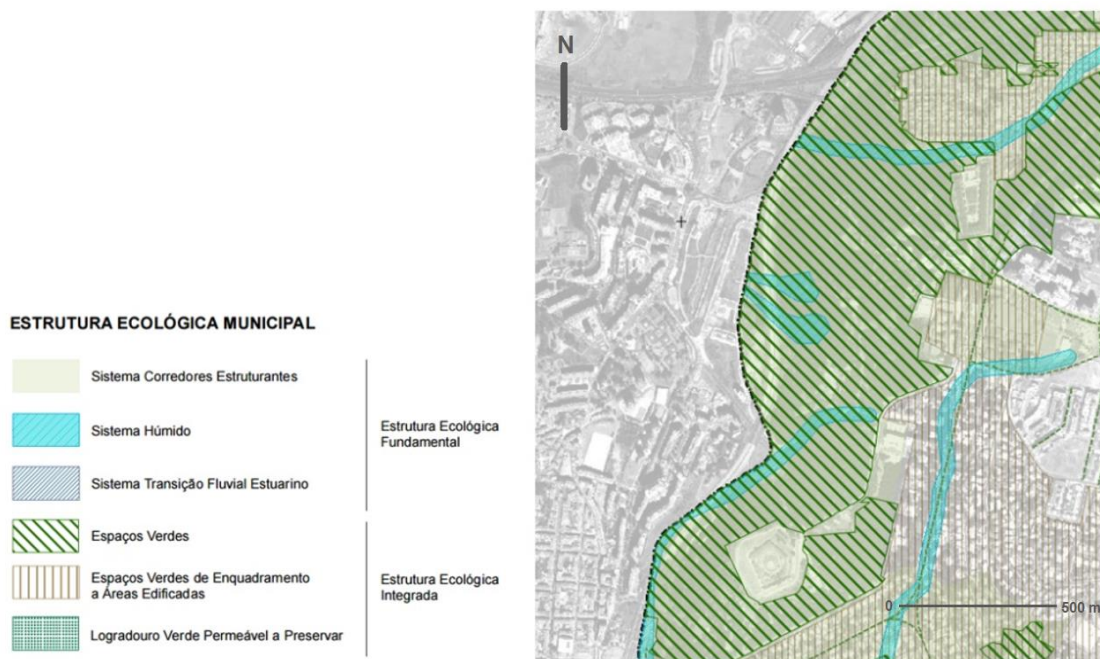 N
ESTRUTURA ECOLÓGICA MUNICIPAL
Sistema Corredores Estruturantes
Sistema Húmido
Sistema Transição Fluvial Estuarino
Estrutura Ecológica
Fundamental
Espaços Verdes
Espaços Verdes de Enquadramento
a Áreas Edificadas
Logradouro Verde Permeável a Preservar
Estrutura Ecológica
Integrada
0
500 m